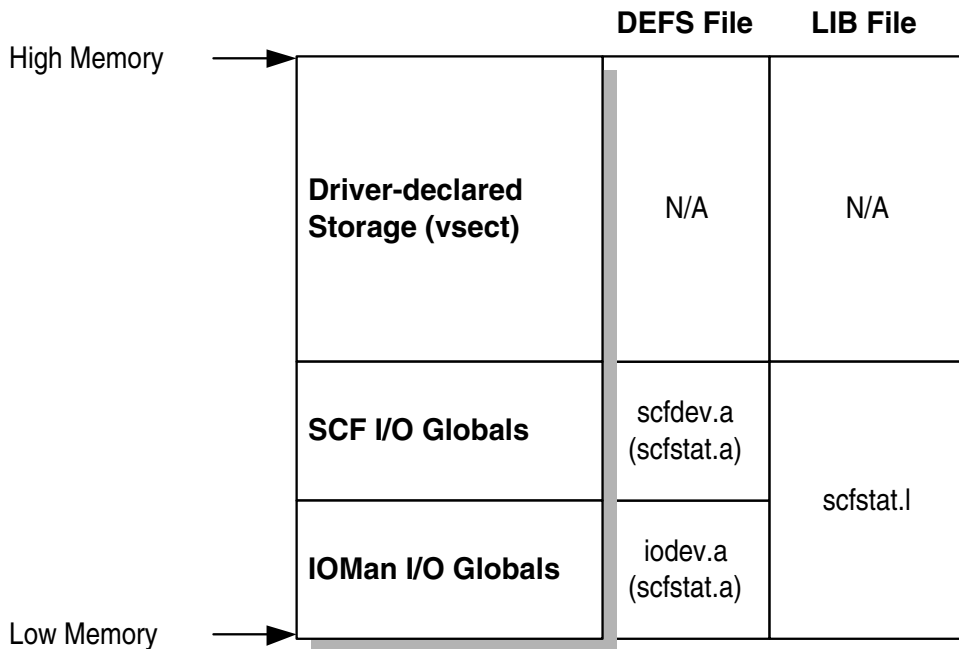 DEFS File LIB File
High Memory
Driver-declared
Storage (vsect)
N/A
N/A
SCF I/O Globals
scfdev.a
(scfstat.a)
scfstat.l
IOMan I/O Globals
iodev.a
(scfstat.a)
Low Memory